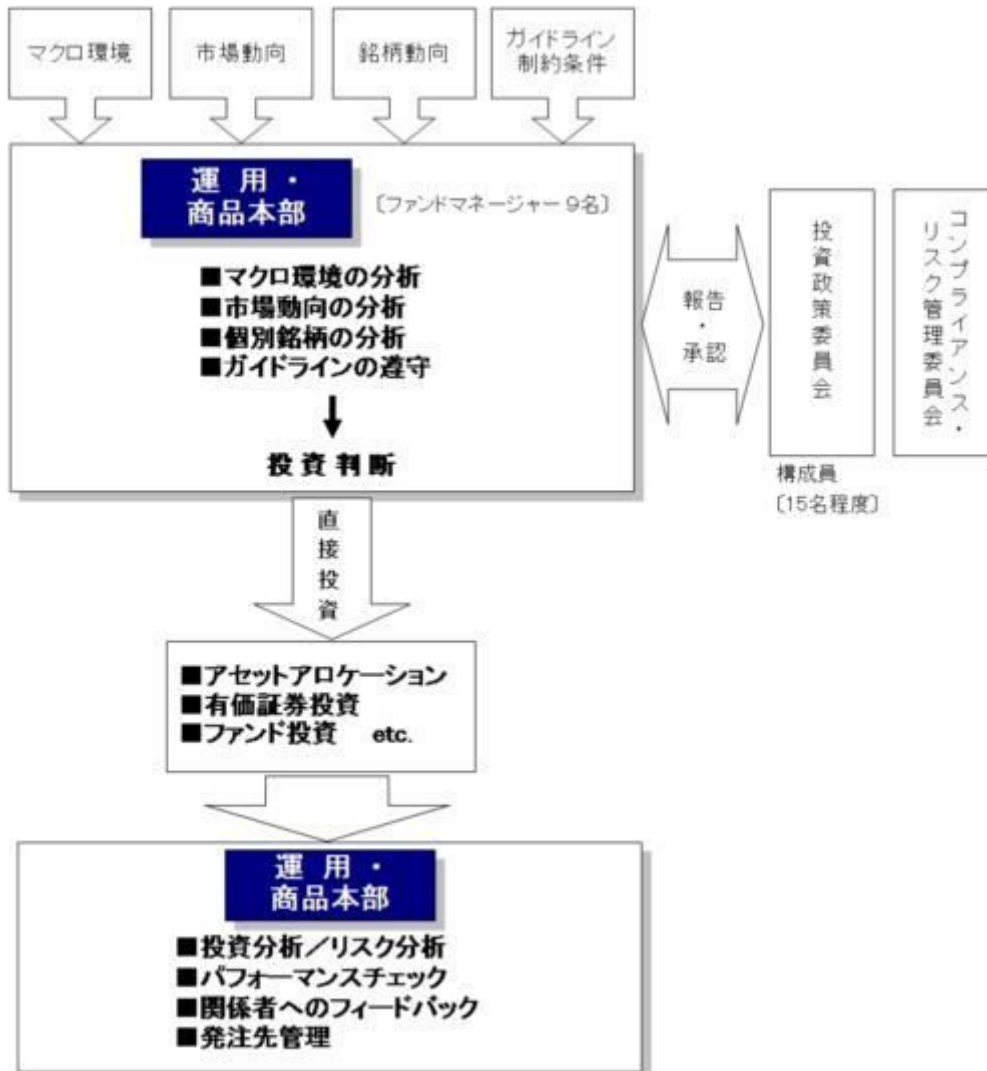 マクロ環境
市場動向
銘柄動向
ガイドライン
制約条件
運用・
商品本部
〔ファンドマネージャー9名〕
■マクロ環境の分析
■市場動向の分析
■個別銘柄の分析
■ガイドラインの遵守
投資判断
報告・承認
投資政策委員会
コンプライアンス・
リスク管理委員会
構成員
〔15名程度〕
直接投資
■アセットアロケーション
■有価証券投資
■ファンド投資 etc.
運用・
商品本部
■投資分析／リスク分析
■パフォーマンスチェック
■関係者へのフィードバック
■発注先管理